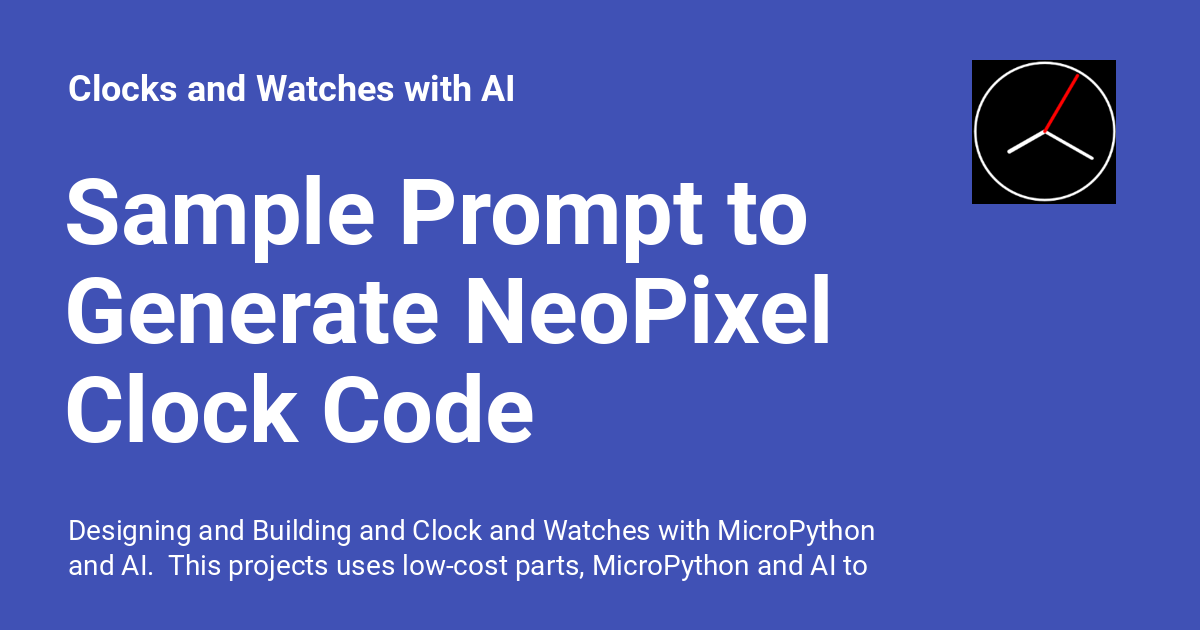 Clocks and Watches with AI
Sample Prompt to
Generate NeoPixel
Clock Code
Designing and Building and Clock and Watches with MicroPython
and AI.  This projects uses low-cost parts, MicroPython and AI to